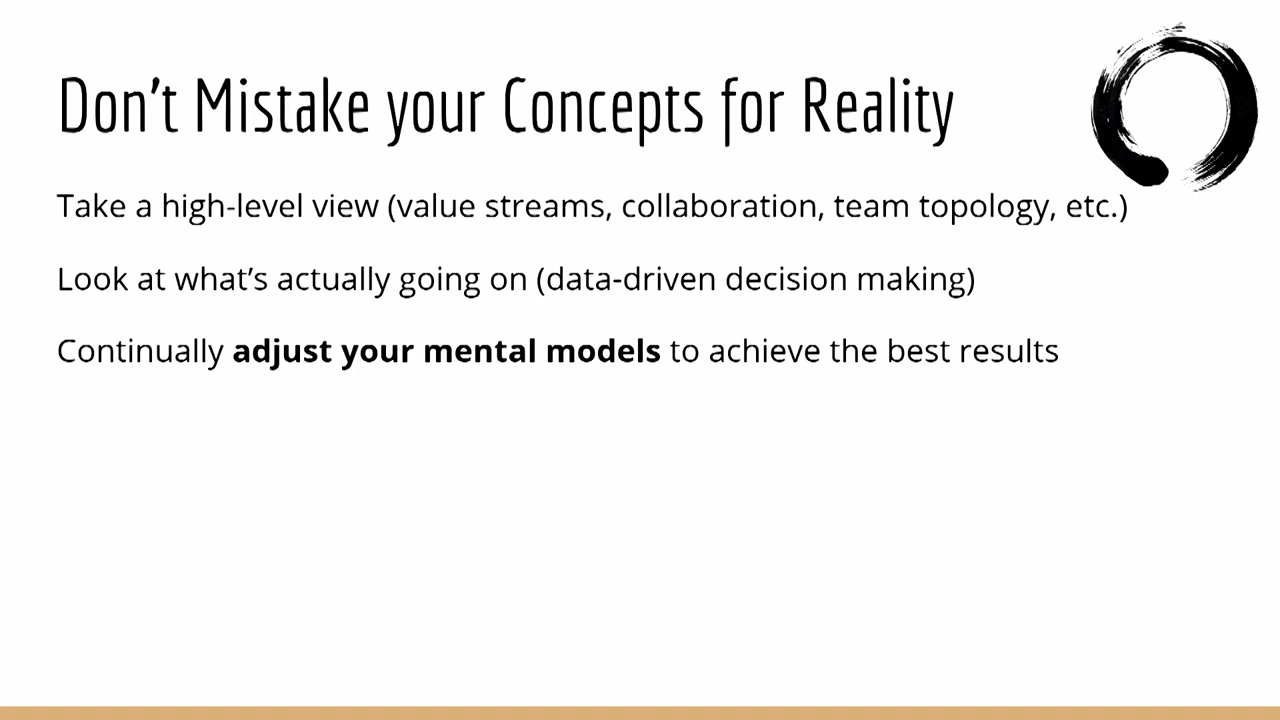 Don’t Mistake your Concepts for Reality
Take a high-level view (value streams, collaboration, team topology, etc.)
Look at what’s actually going on (data-driven decision making)
Continually adjust your mental models to achieve the best results